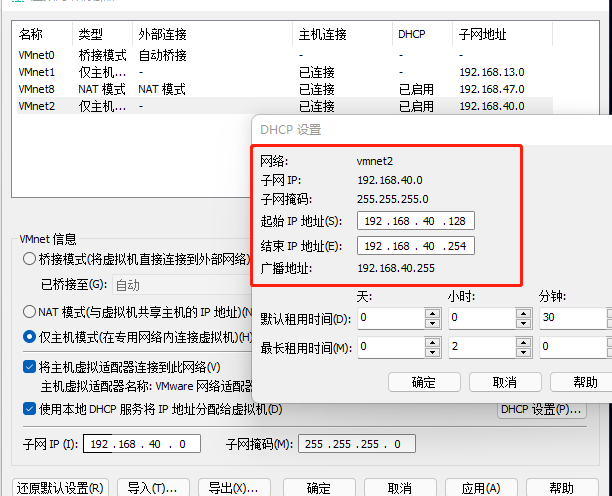 名称 类型 外部连接 主机连接 DHCP 子网地址
VMnet0 桥接模式 自动桥接 - - -
VMnet1 仅主机... - 已连接 - 192.168.13.0
VMnet8 NAT 模式 NAT 模式 已连接 已启用 192.168.47.0
VMnet2 仅主机... - 已连接 已启用 192.168.40.0
DHCP 设置
网络: vmnet2
子网 IP: 192.168.40.0
子网掩码: 255.255.255.0
起始 IP 地址(S): 192 .168 . 40 .128
结束 IP 地址(E): 192 .168 . 40 .254
广播地址: 192.168.40.255
天: 小时: 分钟:
默认租用时间(D): 0 0 30
最长租用时间(M): 0 2 0
确定 取消 帮助
VMnet 信息
桥接模式(将虚拟机直接连接到外部网络)
已桥接至(G): 自动
NAT 模式(与虚拟机共享主机的 IP 地址)(N
仅主机模式(在专用网络内连接虚拟机)(H)
将主机虚拟适配器连接到此网络(V)
主机虚拟适配器名称: VMware 网络适配器
使用本地 DHCP 服务将 IP 地址分配给虚拟机(D) DHCP 设置(P)...
子网 IP (I): 192 .168 . 40 . 0 子网掩码(M): 255 .255 .255 . 0
还原默认设置(R) 导入(T)... 导出(X)... 确定 取消 应用(A) 帮助